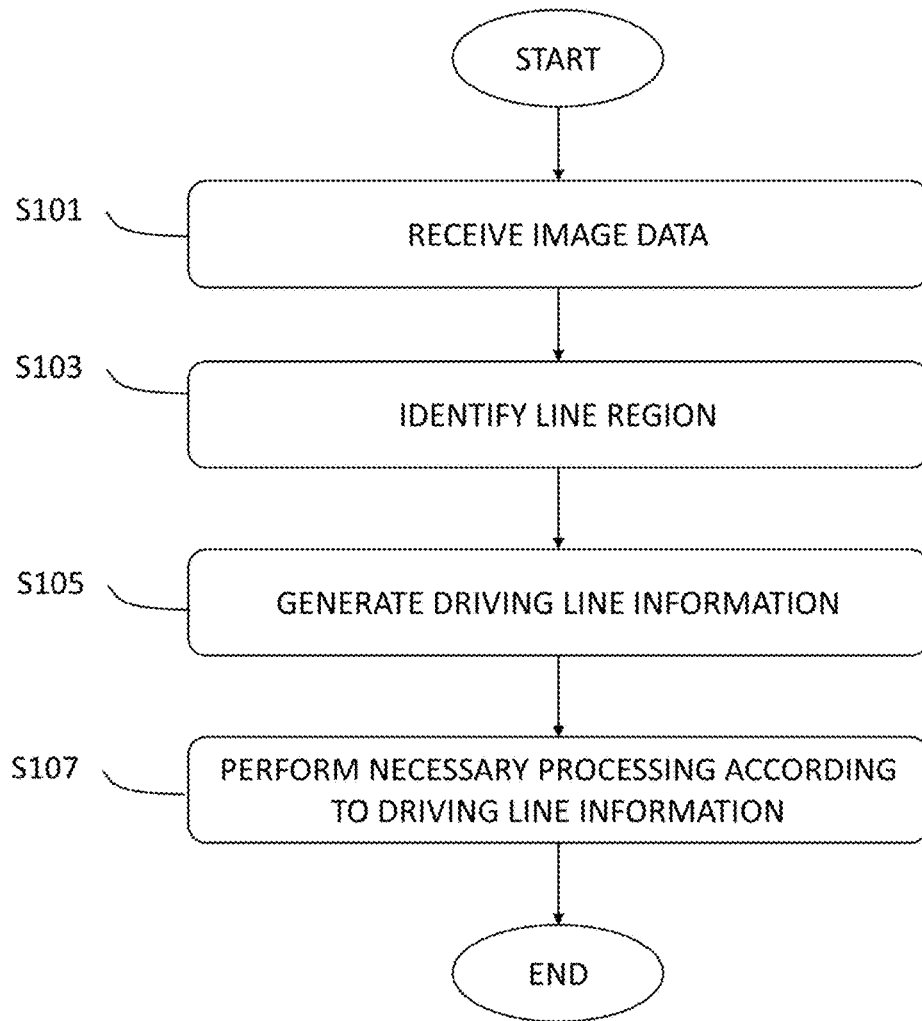 START
S101
RECEIVE IMAGE DATA
S103
IDENTIFY LINE REGION
S105
GENERATE DRIVING LINE INFORMATION
S107
PERFORM NECESSARY PROCESSING ACCORDING
TO DRIVING LINE INFORMATION
END